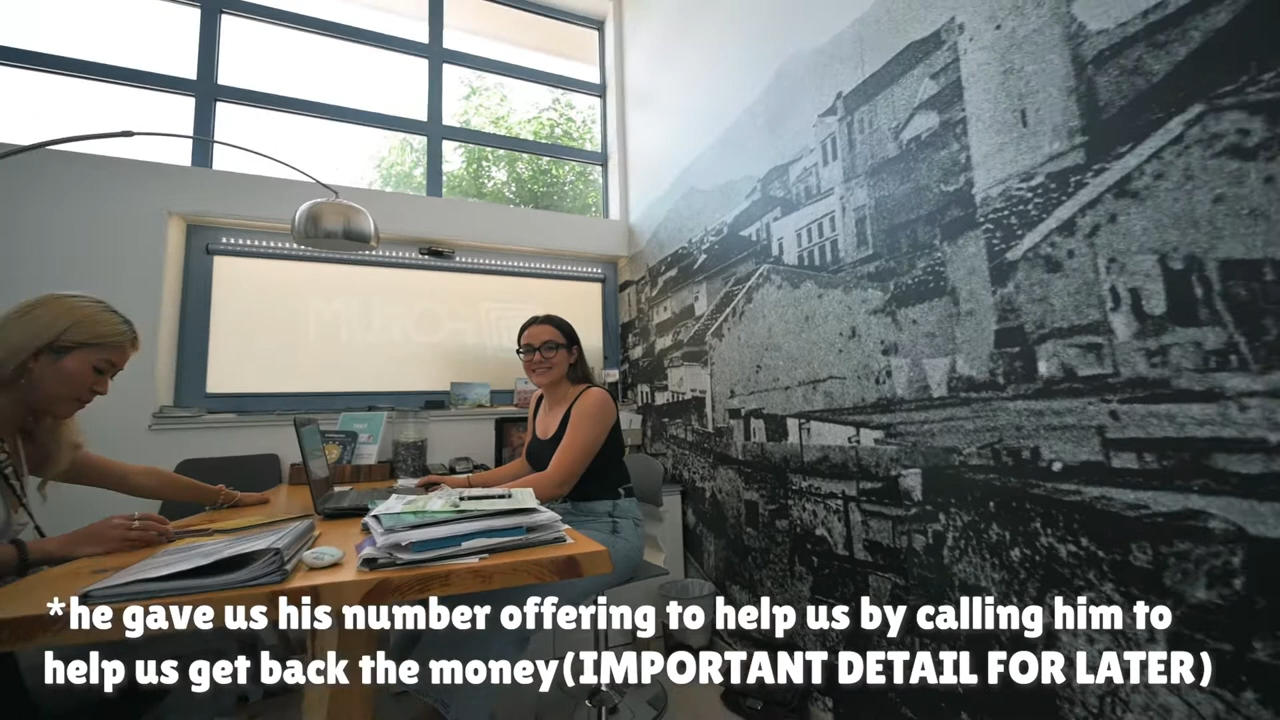 *he gave us his number offering to help us by calling him to
help us get back the money(IMPORTANT DETAIL FOR LATER)